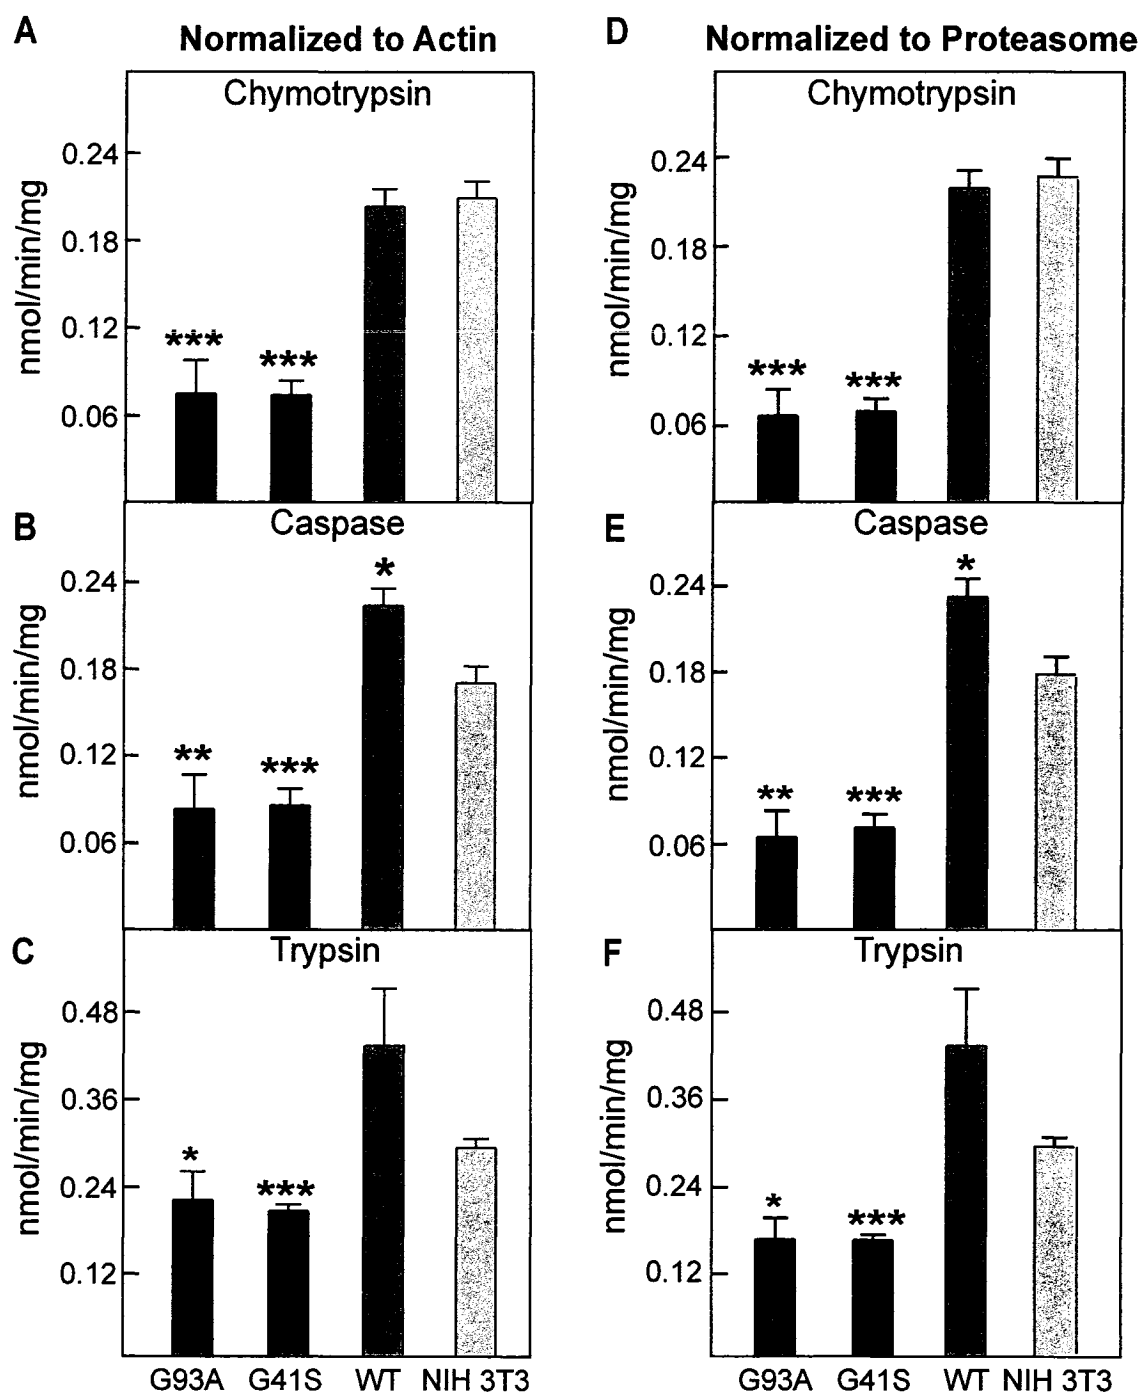 A Normalized to Actin
Chymotrypsin
nmol/min/mg
0.24
0.18
0.12
0.06
*** ***
B Caspase
nmol/min/mg
0.24
0.18
0.12
0.06
** *** *
C Trypsin
nmol/min/mg
0.48
0.36
0.24
0.12
* ***
G93A G41S WT NIH 3T3
D Normalized to Proteasome
Chymotrypsin
nmol/min/mg
0.24
0.18
0.12
0.06
*** ***
E Caspase
nmol/min/mg
0.24
0.18
0.12
0.06
** *** *
F Trypsin
nmol/min/mg
0.48
0.36
0.24
0.12
* ***
G93A G41S WT NIH 3T3